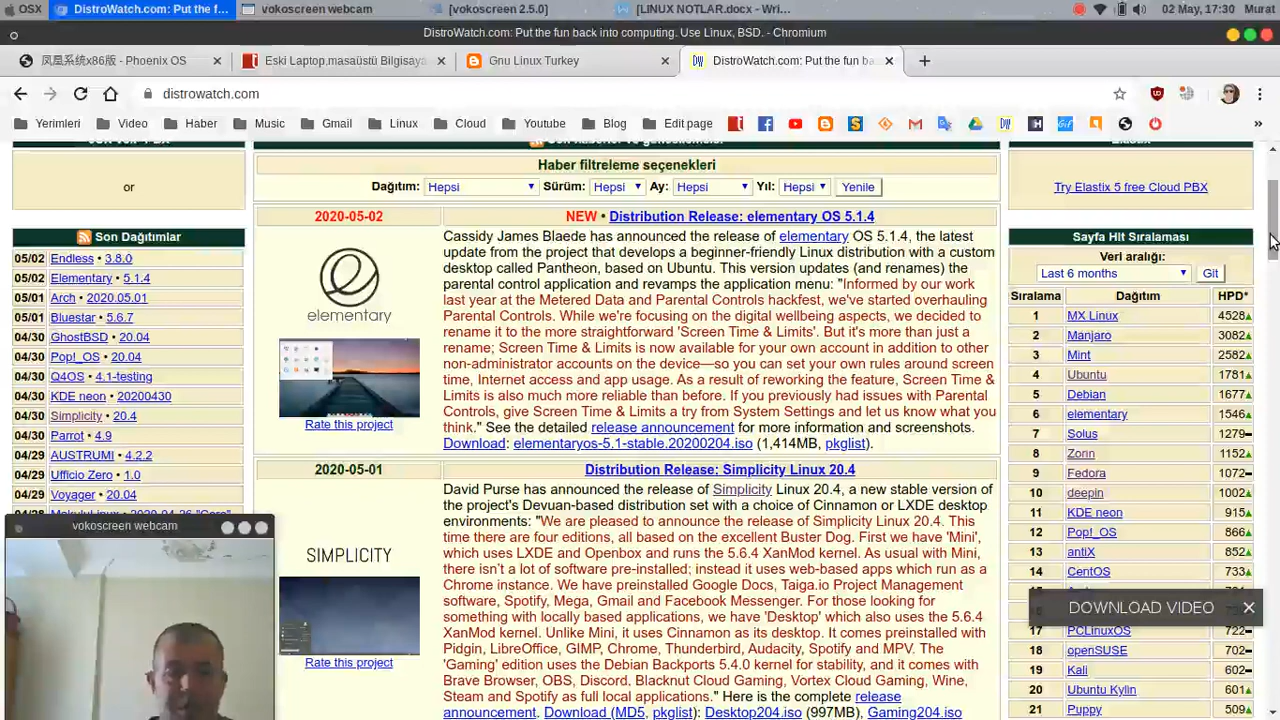 OSX
DistroWatch.com: Put the f...
vokoscreen webcam
[vokoscreen 2.5.0]
[LINUX NOTLAR.docx - Wri...
02 May, 17:30
Murat
DistroWatch.com: Put the fun back into computing. Use Linux, BSD. - Chromium
凤凰系统x86版 - Phoenix OS
Eski Laptop,masaüstü Bilgisaya
Gnu Linux Turkey
DistroWatch.com: Put the fun ba
distrowatch.com
Yerimleri
Video
Haber
Music
Gmail
Linux
Cloud
Youtube
Blog
Edit page
or
Son Dağıtımlar
05/02 Endless • 3.8.0
05/02 Elementary • 5.1.4
05/01 Arch • 2020.05.01
05/01 Bluestar • 5.6.7
04/30 GhostBSD • 20.04
04/30 Pop!_OS • 20.04
04/30 Q4OS • 4.1-testing
04/30 KDE neon • 20200430
04/30 Simplicity • 20.4
04/30 Parrot • 4.9
04/29 AUSTRUMI • 4.2.2
04/29 Ufficio Zero • 1.0
04/29 Voyager • 20.04
vokoscreen webcam
Haber filtreleme seçenekleri
Dağıtım: Hepsi Sürüm: Hepsi Ay: Hepsi Yıl: Hepsi Yenile
2020-05-02
NEW • Distribution Release: elementary OS 5.1.4
elementary
Rate this project
Cassidy James Blaede has announced the release of elementary OS 5.1.4, the latest
update from the project that develops a beginner-friendly Linux distribution with a custom
desktop called Pantheon, based on Ubuntu. This version updates (and renames) the
parental control application and revamps the application menu: "Informed by our work
last year at the Metered Data and Parental Controls hackfest, we've started overhauling
Parental Controls. While we're focusing on the digital wellbeing aspects, we decided to
rename it to the more straightforward 'Screen Time & Limits'. But it's more than just a
rename; Screen Time & Limits is now available for your own account in addition to other
non-administrator accounts on the device—so you can set your own rules around screen
time, Internet access and app usage. As a result of reworking the feature, Screen Time &
Limits is also much more reliable than before. If you previously had issues with Parental
Controls, give Screen Time & Limits a try from System Settings and let us know what you
think." See the detailed release announcement for more information and screenshots.
Download: elementaryos-5.1-stable.20200204.iso (1,414MB, pkglist).
2020-05-01
Distribution Release: Simplicity Linux 20.4
SIMPLICITY
Rate this project
David Purse has announced the release of Simplicity Linux 20.4, a new stable version of
the project's Devuan-based distribution set with a choice of Cinnamon or LXDE desktop
environments: "We are pleased to announce the release of Simplicity Linux 20.4. This
time there are four editions, all based on the excellent Buster Dog. First we have 'Mini',
which uses LXDE and Openbox and runs the 5.6.4 XanMod kernel. As usual with Mini,
there isn't a lot of software pre-installed; instead it uses web-based apps which run as a
Chrome instance. We have preinstalled Google Docs, Taiga.io Project Management
software, Spotify, Mega, Gmail and Facebook Messenger. For those looking for
something with locally based applications, we have 'Desktop' which also uses the 5.6.4
XanMod kernel. Unlike Mini, it uses Cinnamon as its desktop. It comes preinstalled with
Pidgin, LibreOffice, GIMP, Chrome, Thunderbird, Audacity, Spotify and MPV. The
'Gaming' edition uses the Debian Backports 5.4.0 kernel for stability, and it comes with
Brave Browser, OBS, Discord, Blacknut Cloud Gaming, Vortex Cloud Gaming, Wine,
Steam and Spotify as full local applications." Here is the complete release
announcement. Download (MD5, pkglist): Desktop204.iso (997MB), Gaming204.iso
Try Elastix 5 free Cloud PBX
Sayfa Hit Sıralaması
Veri aralığı:
Last 6 months Git
Sıralama Dağıtım HPD*
1 MX Linux 4528
2 Manjaro 3082
3 Mint 2582
4 Ubuntu 1781
5 Debian 1677
6 elementary 1546
7 Solus 1279
8 Zorin 1152
9 Fedora 1072
10 deepin 1002
11 KDE neon 915
12 Pop!_OS 866
13 antiX 852
14 CentOS 733
DOWNLOAD VIDEO
17 PCLinuxOS 722
18 openSUSE 702
19 Kali 602
20 Ubuntu Kylin 601
21 Puppy 509